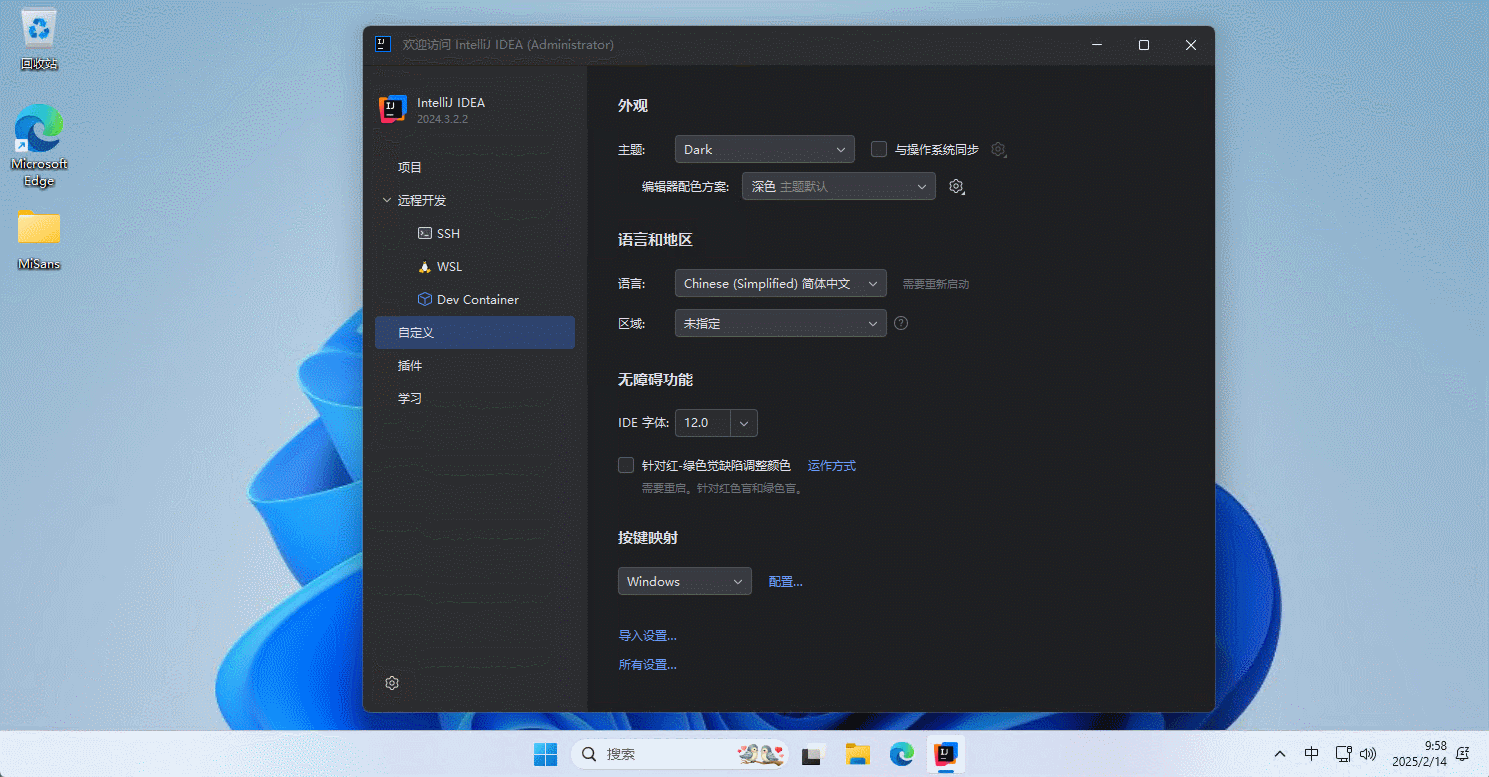 回收站
Microsoft
Edge
MiSans
欢迎访问 IntelliJ IDEA (Administrator)
IntelliJ IDEA
2024.3.2.2
项目
远程开发
SSH
WSL
Dev Container
自定义
插件
学习
外观
主题: Dark 与操作系统同步
编辑器配色方案: 深色 主题默认
语言和地区
语言: Chinese (Simplified) 简体中文 需要重新启动
区域: 未指定
无障碍功能
IDE 字体: 12.0
针对红-绿色觉缺陷调整颜色 运作方式
需要重启。针对红色盲和绿色盲。
按键映射
Windows 配置...
导入设置...
所有设置...
搜索
中
9:58
2025/2/14